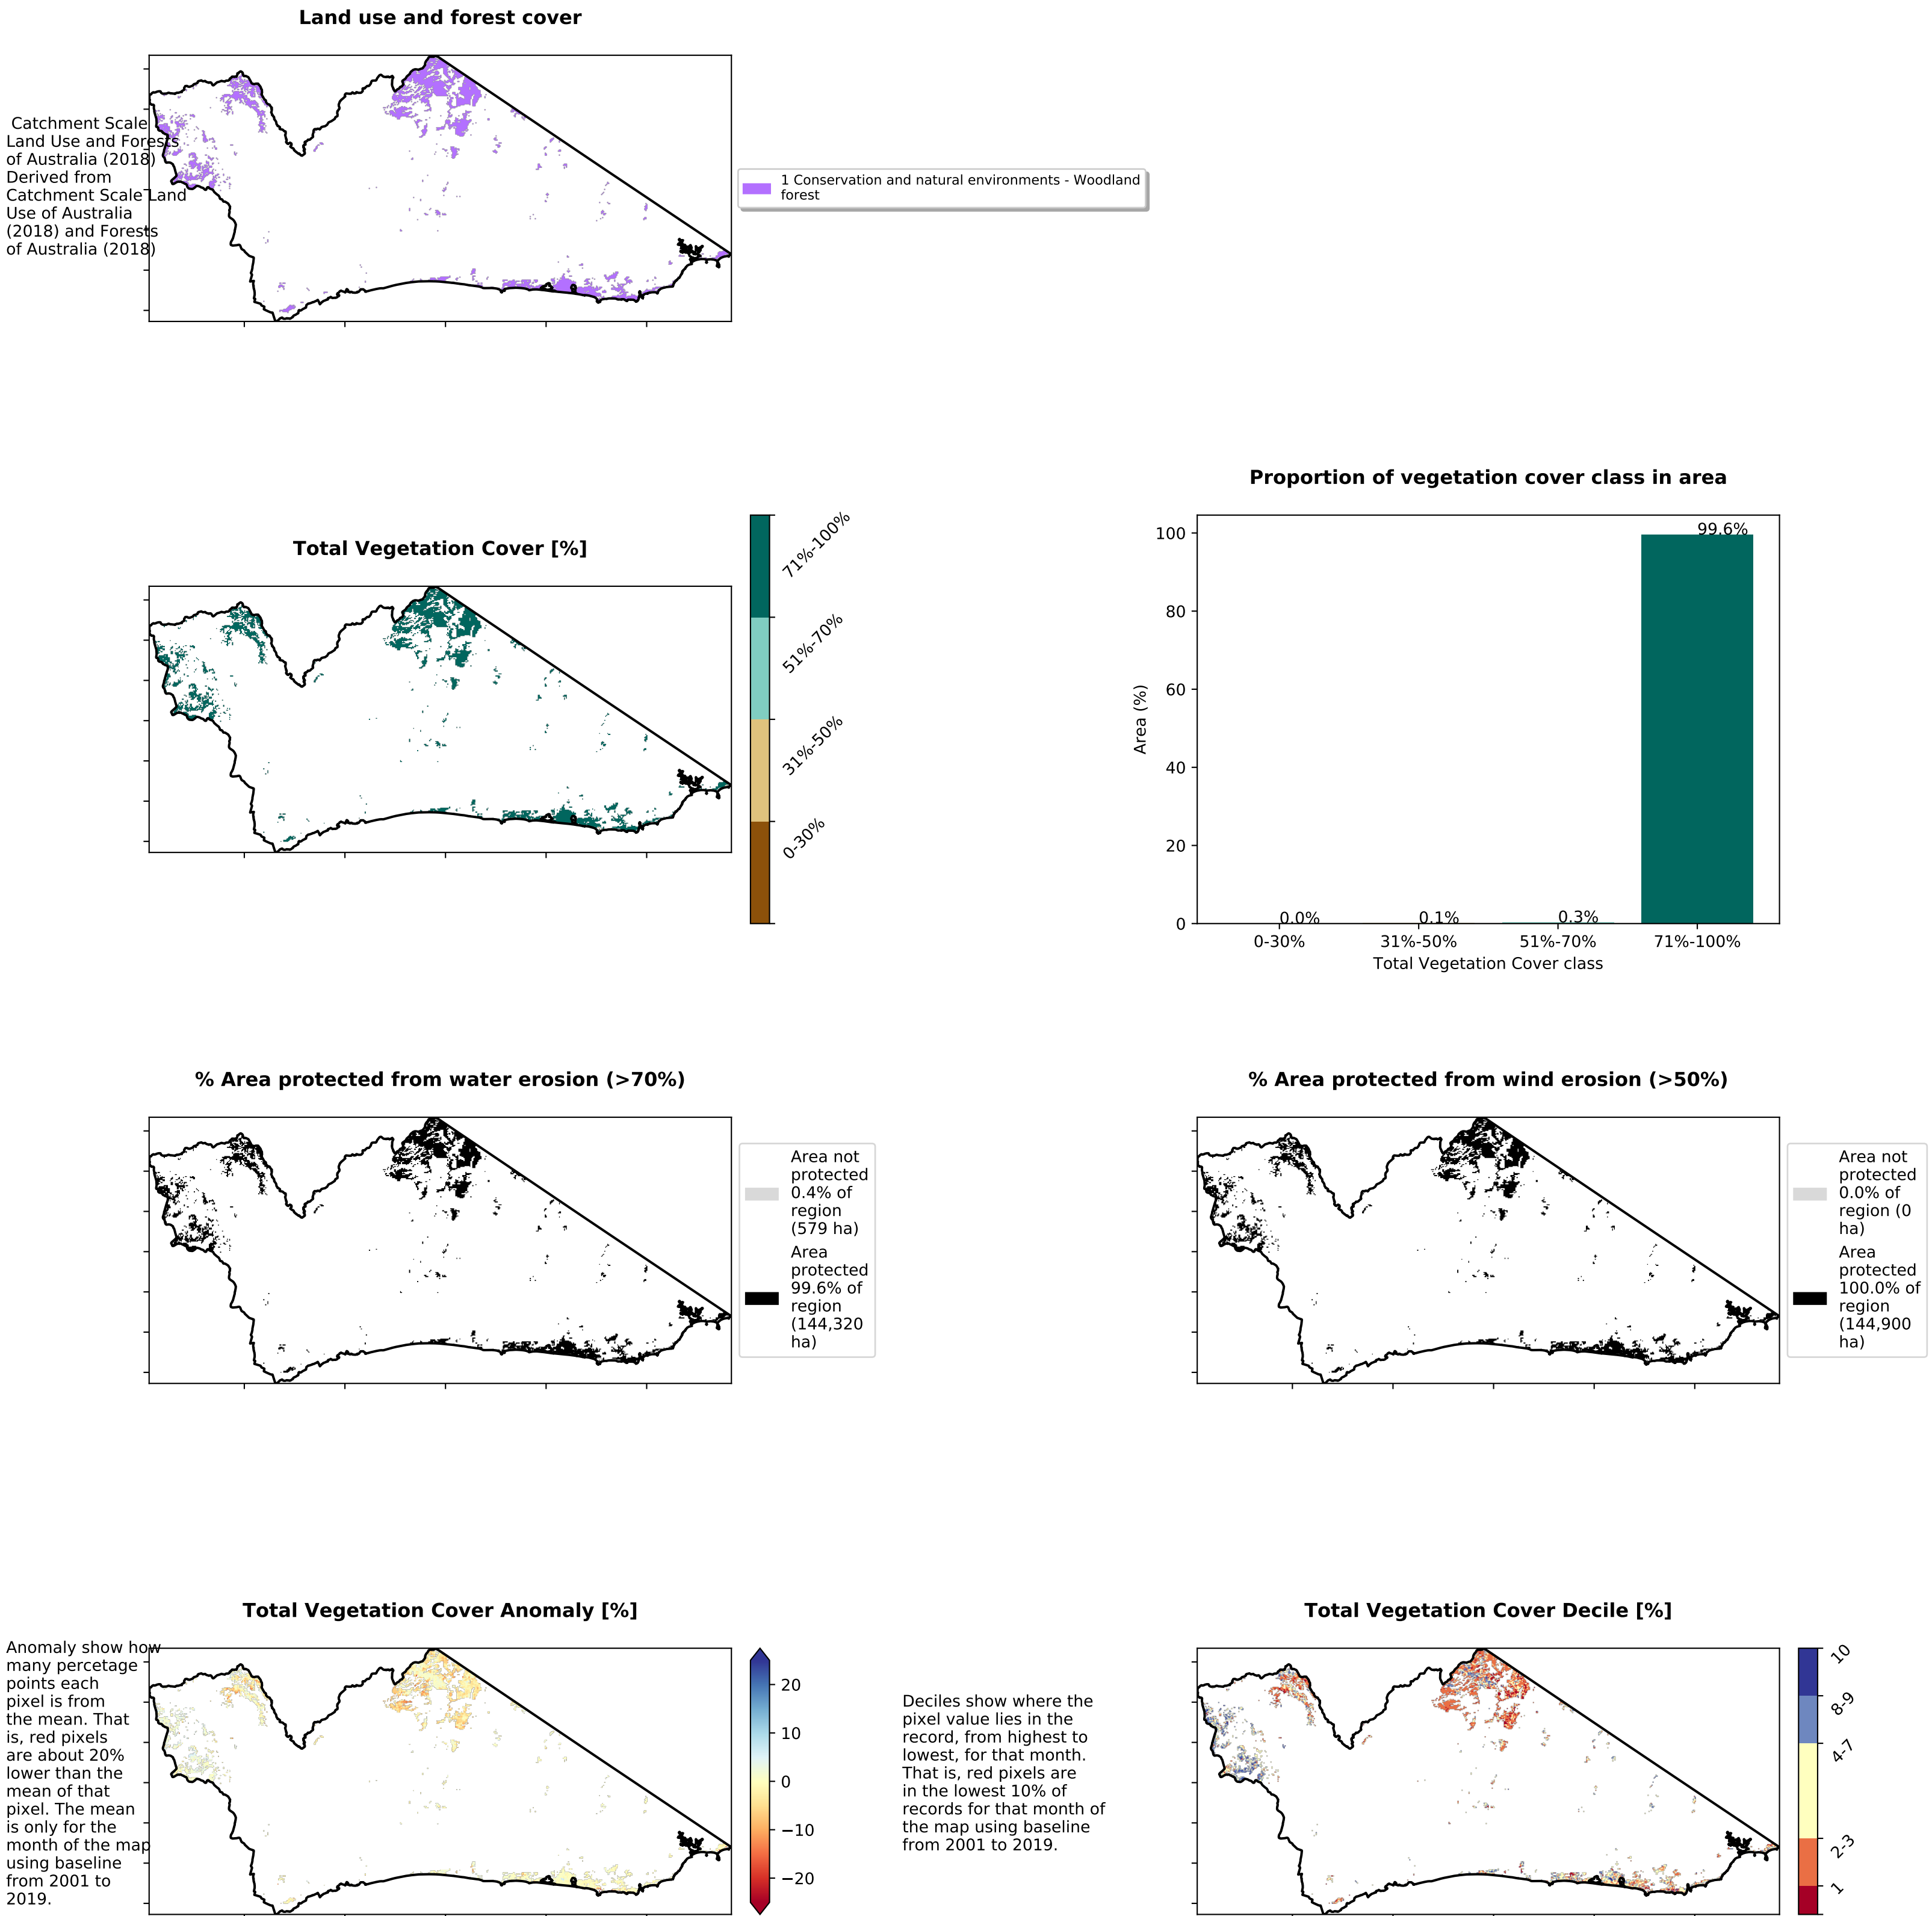 Land use and forest cover
Catchment Scale
Land Use and Forests
of Australia (2018)
Derived from
Catchment Scale Land
Use of Australia
(2018) and Forests
of Australia (2018)
1 Conservation and natural environments - Woodland
forest
Total Vegetation Cover [%]
71%-100%
51%-70%
31%-50%
0-30%
Proportion of vegetation cover class in area
Area (%)
100
80
60
40
20
0
0.0%
0.1%
0.3%
99.6%
0-30%
31%-50%
51%-70%
71%-100%
Total Vegetation Cover class
% Area protected from water erosion (>70%)
Area not
protected
0.4% of
region
(579 ha)
Area
protected
99.6% of
region
(144,320
ha)
% Area protected from wind erosion (>50%)
Area not
protected
0.0% of
region (0
ha)
Area
protected
100.0% of
region
(144,900
ha)
Total Vegetation Cover Anomaly [%]
Anomaly show how
many percetage
points each
pixel is from
the mean. That
is, red pixels
are about 20%
lower than the
mean of that
pixel. The mean
is only for the
month of the map
using baseline
from 2001 to
2019.
20
10
0
−10
−20
Total Vegetation Cover Decile [%]
Deciles show where the
pixel value lies in the
record, from highest to
lowest, for that month.
That is, red pixels are
in the lowest 10% of
records for that month of
the map using baseline
from 2001 to 2019.
10
8-9
4-7
2-3
1